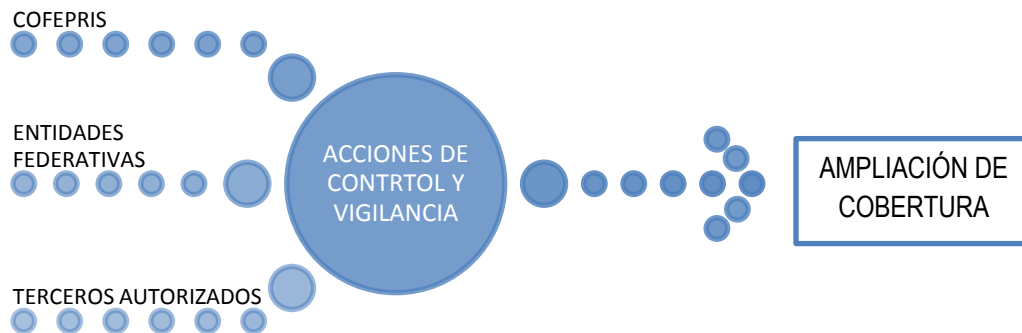 COFEPRIS
ENTIDADES
FEDERATIVAS
TERCEROS AUTORIZADOS
ACCIONES DE
CONTRTOL Y
VIGILANCIA
AMPLIACIÓN DE
COBERTURA